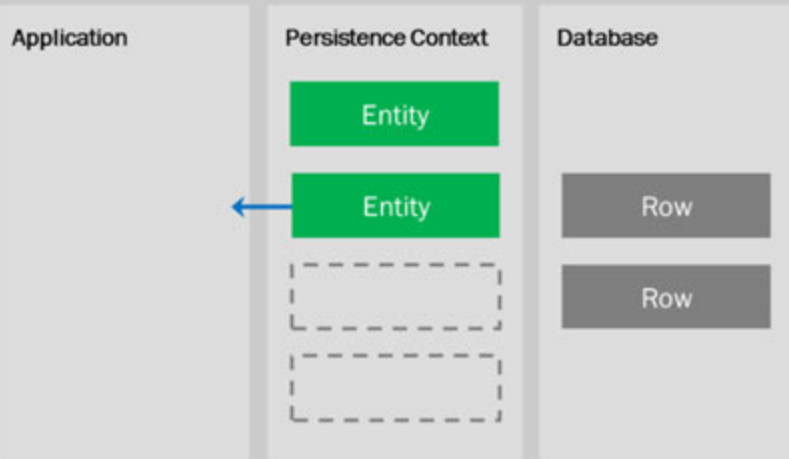 Application
Persistence Context
Database
Entity
Entity
Row
Row